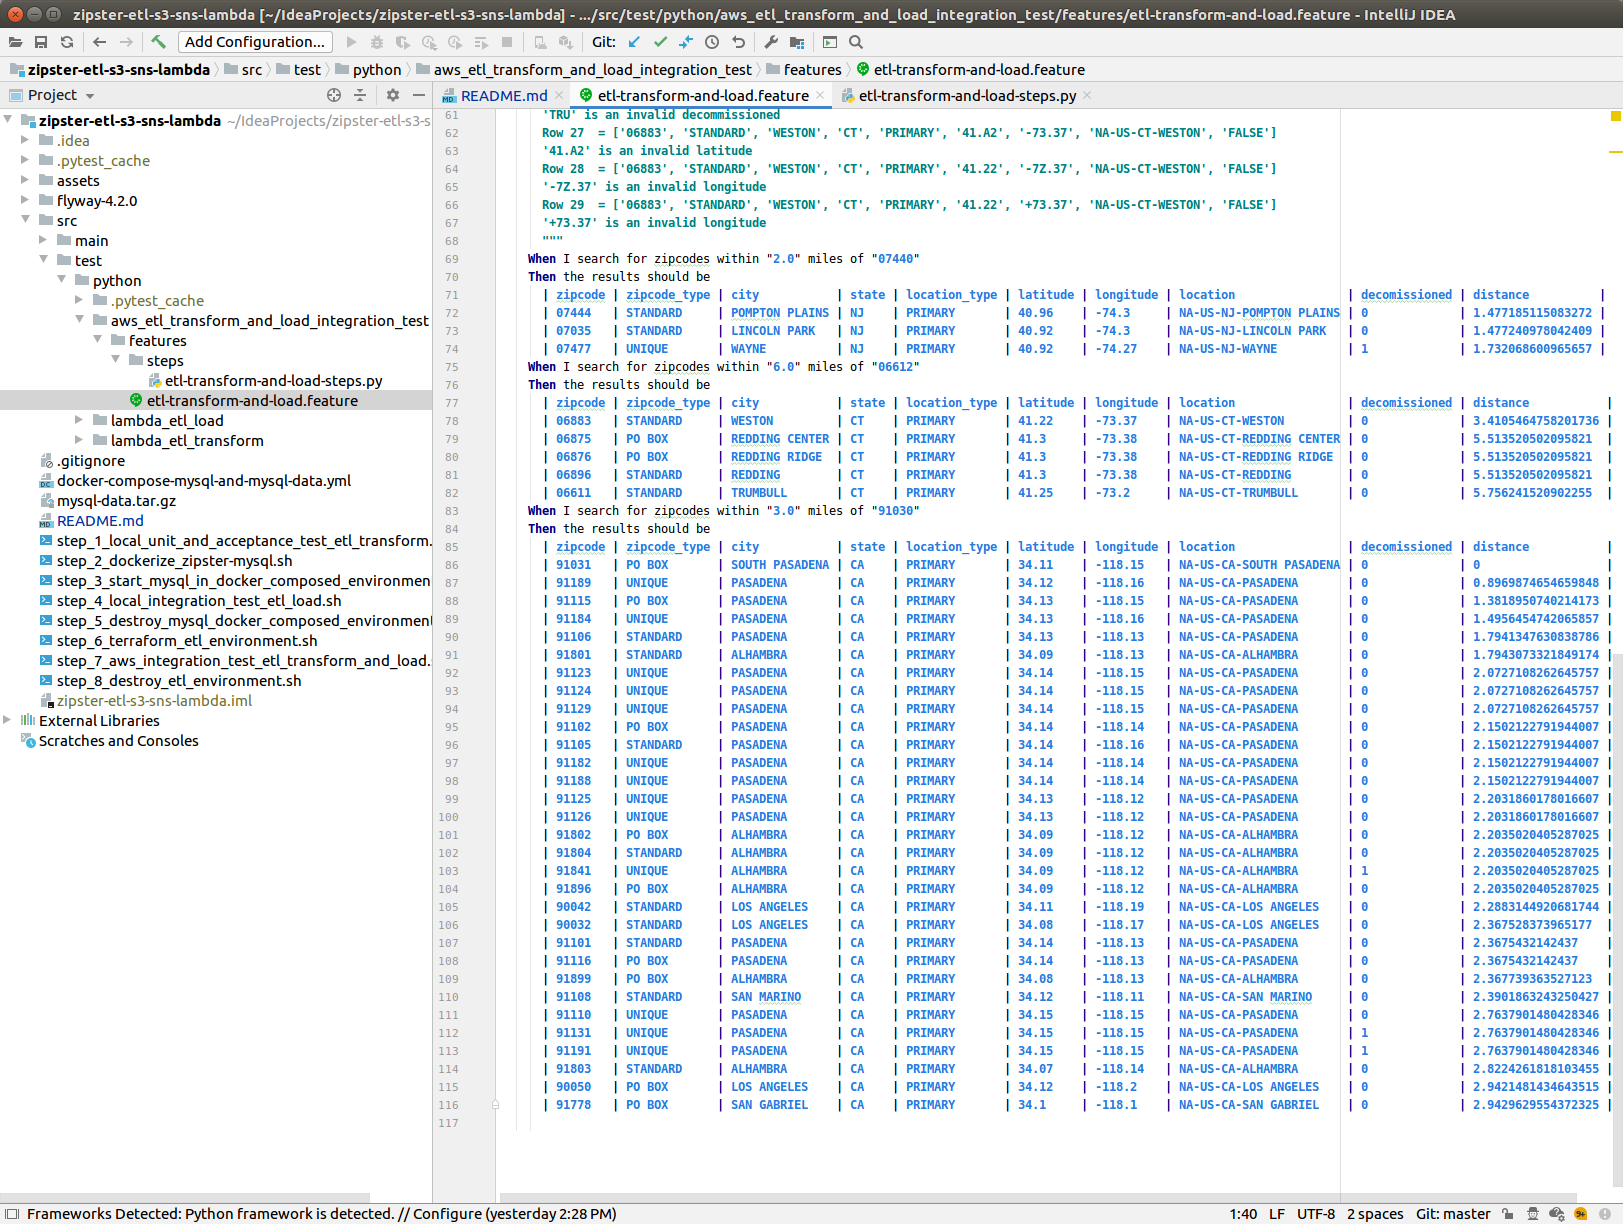 zipster-etl-s3-sns-lambda [~/IdeaProjects/zipster-etl-s3-sns-lambda] - .../src/test/python/aws_etl_transform_and_load_integration_test/features/etl-transform-and-load.feature - IntelliJ IDEA
Add Configuration... Git:
zipster-etl-s3-sns-lambda src test python aws_etl_transform_and_load_integration_test features etl-transform-and-load.feature
Project
README.md etl-transform-and-load.feature etl-transform-and-load-steps.py
zipster-etl-s3-sns-lambda ~/IdeaProjects/zipster-etl-s3-s
.idea
.pytest_cache
assets
flyway-4.2.0
src
main
test
python
.pytest_cache
aws_etl_transform_and_load_integration_test
features
steps
etl-transform-and-load-steps.py
etl-transform-and-load.feature
lambda_etl_load
lambda_etl_transform
.gitignore
docker-compose-mysql-and-mysql-data.yml
mysql-data.tar.gz
README.md
step_1_local_unit_and_acceptance_test_etl_transform.
step_2_dockerize_zipster-mysql.sh
step_3_start_mysql_in_docker_composed_environmen
step_4_local_integration_test_etl_load.sh
step_5_destroy_mysql_docker_composed_environment
step_6_terraform_etl_environment.sh
step_7_aws_integration_test_etl_transform_and_load.
step_8_destroy_etl_environment.sh
zipster-etl-s3-sns-lambda.iml
External Libraries
Scratches and Consoles
61 'TRU' is an invalid decommissioned
62 Row 27  = ['06883', 'STANDARD', 'WESTON', 'CT', 'PRIMARY', '41.A2', '-73.37', 'NA-US-CT-WESTON', 'FALSE']
63 '41.A2' is an invalid latitude
64 Row 28  = ['06883', 'STANDARD', 'WESTON', 'CT', 'PRIMARY', '41.22', '-7Z.37', 'NA-US-CT-WESTON', 'FALSE']
65 '-7Z.37' is an invalid longitude
66 Row 29  = ['06883', 'STANDARD', 'WESTON', 'CT', 'PRIMARY', '41.22', '+73.37', 'NA-US-CT-WESTON', 'FALSE']
67 '+73.37' is an invalid longitude
68 """
69 When I search for zipcodes within "2.0" miles of "07440"
70 Then the results should be
71 | zipcode | zipcode_type | city | state | location_type | latitude | longitude | location | decomissioned | distance |
72 | 07444 | STANDARD | POMPTON PLAINS | NJ | PRIMARY | 40.96 | -74.3 | NA-US-NJ-POMPTON PLAINS | 0 | 1.477185115083272 |
73 | 07035 | STANDARD | LINCOLN PARK | NJ | PRIMARY | 40.92 | -74.3 | NA-US-NJ-LINCOLN PARK | 0 | 1.477240978042409 |
74 | 07477 | UNIQUE | WAYNE | NJ | PRIMARY | 40.92 | -74.27 | NA-US-NJ-WAYNE | 1 | 1.732068600965657 |
75 When I search for zipcodes within "6.0" miles of "06612"
76 Then the results should be
77 | zipcode | zipcode_type | city | state | location_type | latitude | longitude | location | decomissioned | distance |
78 | 06883 | STANDARD | WESTON | CT | PRIMARY | 41.22 | -73.37 | NA-US-CT-WESTON | 0 | 3.4105464758201736 |
79 | 06875 | PO BOX | REDDING CENTER | CT | PRIMARY | 41.3 | -73.38 | NA-US-CT-REDDING CENTER | 0 | 5.513520502095821 |
80 | 06876 | PO BOX | REDDING RIDGE | CT | PRIMARY | 41.3 | -73.38 | NA-US-CT-REDDING RIDGE | 0 | 5.513520502095821 |
81 | 06896 | STANDARD | REDDING | CT | PRIMARY | 41.3 | -73.38 | NA-US-CT-REDDING | 0 | 5.513520502095821 |
82 | 06611 | STANDARD | TRUMBULL | CT | PRIMARY | 41.25 | -73.2 | NA-US-CT-TRUMBULL | 0 | 5.756241520902255 |
83 When I search for zipcodes within "3.0" miles of "91030"
84 Then the results should be
85 | zipcode | zipcode_type | city | state | location_type | latitude | longitude | location | decomissioned | distance |
86 | 91031 | PO BOX | SOUTH PASADENA | CA | PRIMARY | 34.11 | -118.15 | NA-US-CA-SOUTH PASADENA | 0 | 0 |
87 | 91189 | UNIQUE | PASADENA | CA | PRIMARY | 34.12 | -118.16 | NA-US-CA-PASADENA | 0 | 0.8969874654659848 |
88 | 91115 | PO BOX | PASADENA | CA | PRIMARY | 34.13 | -118.15 | NA-US-CA-PASADENA | 0 | 1.3818950740214173 |
89 | 91184 | UNIQUE | PASADENA | CA | PRIMARY | 34.13 | -118.16 | NA-US-CA-PASADENA | 0 | 1.4956454742065857 |
90 | 91106 | STANDARD | PASADENA | CA | PRIMARY | 34.13 | -118.13 | NA-US-CA-PASADENA | 0 | 1.7941347630838786 |
91 | 91801 | STANDARD | ALHAMBRA | CA | PRIMARY | 34.09 | -118.13 | NA-US-CA-ALHAMBRA | 0 | 1.7943073321849174 |
92 | 91123 | UNIQUE | PASADENA | CA | PRIMARY | 34.14 | -118.15 | NA-US-CA-PASADENA | 0 | 2.0727108262645757 |
93 | 91124 | UNIQUE | PASADENA | CA | PRIMARY | 34.14 | -118.15 | NA-US-CA-PASADENA | 0 | 2.0727108262645757 |
94 | 91129 | UNIQUE | PASADENA | CA | PRIMARY | 34.14 | -118.15 | NA-US-CA-PASADENA | 0 | 2.0727108262645757 |
95 | 91102 | PO BOX | PASADENA | CA | PRIMARY | 34.14 | -118.14 | NA-US-CA-PASADENA | 0 | 2.1502122791944007 |
96 | 91105 | STANDARD | PASADENA | CA | PRIMARY | 34.14 | -118.16 | NA-US-CA-PASADENA | 0 | 2.1502122791944007 |
97 | 91182 | UNIQUE | PASADENA | CA | PRIMARY | 34.14 | -118.14 | NA-US-CA-PASADENA | 0 | 2.1502122791944007 |
98 | 91188 | UNIQUE | PASADENA | CA | PRIMARY | 34.14 | -118.14 | NA-US-CA-PASADENA | 0 | 2.1502122791944007 |
99 | 91125 | UNIQUE | PASADENA | CA | PRIMARY | 34.13 | -118.12 | NA-US-CA-PASADENA | 0 | 2.2031860178016607 |
100 | 91126 | UNIQUE | PASADENA | CA | PRIMARY | 34.13 | -118.12 | NA-US-CA-PASADENA | 0 | 2.2031860178016607 |
101 | 91802 | PO BOX | ALHAMBRA | CA | PRIMARY | 34.09 | -118.12 | NA-US-CA-ALHAMBRA | 0 | 2.2035020405287025 |
102 | 91804 | STANDARD | ALHAMBRA | CA | PRIMARY | 34.09 | -118.12 | NA-US-CA-ALHAMBRA | 0 | 2.2035020405287025 |
103 | 91841 | UNIQUE | ALHAMBRA | CA | PRIMARY | 34.09 | -118.12 | NA-US-CA-ALHAMBRA | 1 | 2.2035020405287025 |
104 | 91896 | PO BOX | ALHAMBRA | CA | PRIMARY | 34.09 | -118.12 | NA-US-CA-ALHAMBRA | 0 | 2.2035020405287025 |
105 | 90042 | STANDARD | LOS ANGELES | CA | PRIMARY | 34.11 | -118.19 | NA-US-CA-LOS ANGELES | 0 | 2.2883144920681744 |
106 | 90032 | STANDARD | LOS ANGELES | CA | PRIMARY | 34.08 | -118.17 | NA-US-CA-LOS ANGELES | 0 | 2.367528373965177 |
107 | 91101 | STANDARD | PASADENA | CA | PRIMARY | 34.14 | -118.13 | NA-US-CA-PASADENA | 0 | 2.3675432142437 |
108 | 91116 | PO BOX | PASADENA | CA | PRIMARY | 34.14 | -118.13 | NA-US-CA-PASADENA | 0 | 2.3675432142437 |
109 | 91899 | PO BOX | ALHAMBRA | CA | PRIMARY | 34.08 | -118.13 | NA-US-CA-ALHAMBRA | 0 | 2.367739363527123 |
110 | 91108 | STANDARD | SAN MARINO | CA | PRIMARY | 34.12 | -118.11 | NA-US-CA-SAN MARINO | 0 | 2.3901863243250427 |
111 | 91110 | UNIQUE | PASADENA | CA | PRIMARY | 34.15 | -118.15 | NA-US-CA-PASADENA | 0 | 2.7637901480428346 |
112 | 91131 | UNIQUE | PASADENA | CA | PRIMARY | 34.15 | -118.15 | NA-US-CA-PASADENA | 1 | 2.7637901480428346 |
113 | 91191 | UNIQUE | PASADENA | CA | PRIMARY | 34.15 | -118.15 | NA-US-CA-PASADENA | 1 | 2.7637901480428346 |
114 | 91803 | STANDARD | ALHAMBRA | CA | PRIMARY | 34.07 | -118.14 | NA-US-CA-ALHAMBRA | 0 | 2.8224261818103455 |
115 | 90050 | PO BOX | LOS ANGELES | CA | PRIMARY | 34.12 | -118.2 | NA-US-CA-LOS ANGELES | 0 | 2.9421481434643515 |
116 | 91778 | PO BOX | SAN GABRIEL | CA | PRIMARY | 34.1 | -118.1 | NA-US-CA-SAN GABRIEL | 0 | 2.9429629554372325 |
117
Frameworks Detected: Python framework is detected. // Configure (yesterday 2:28 PM) 1:40 LF UTF-8 2 spaces Git: master 9+